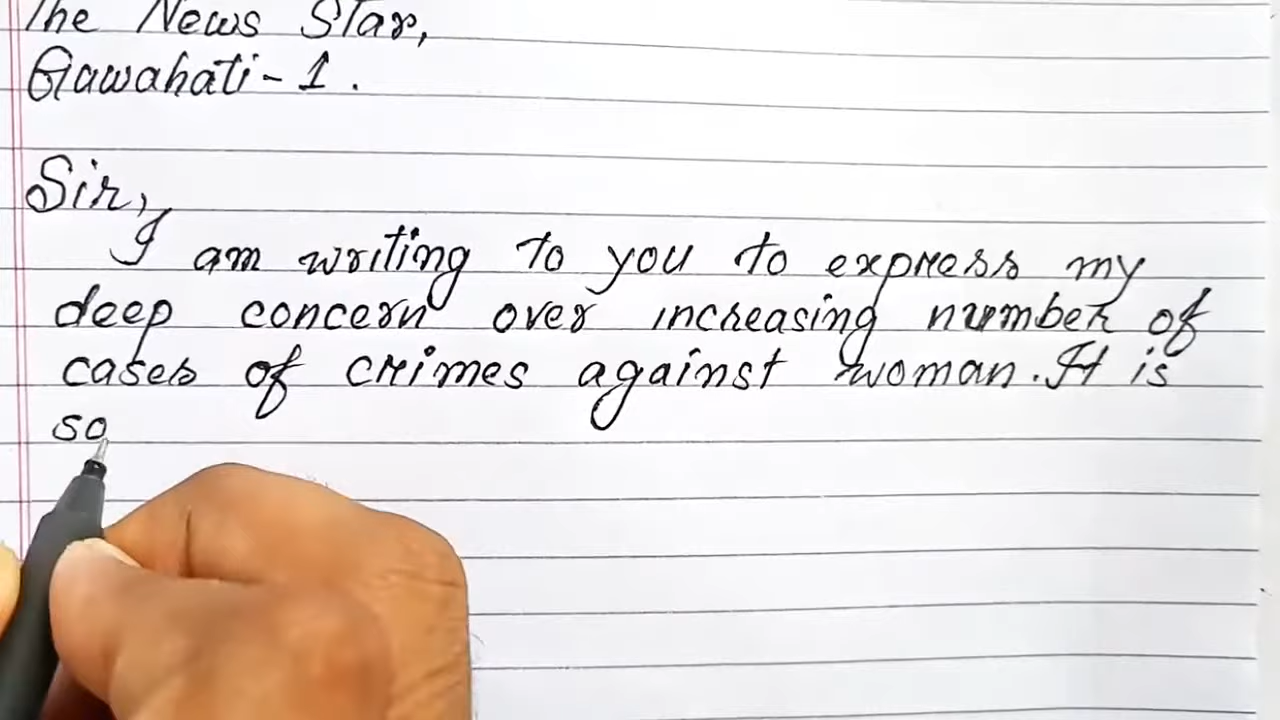 The News Star,
Gawahati-1.
Sir,
I am writing to you to express my
deep concern over increasing number of
cases of crimes against woman. It is
so